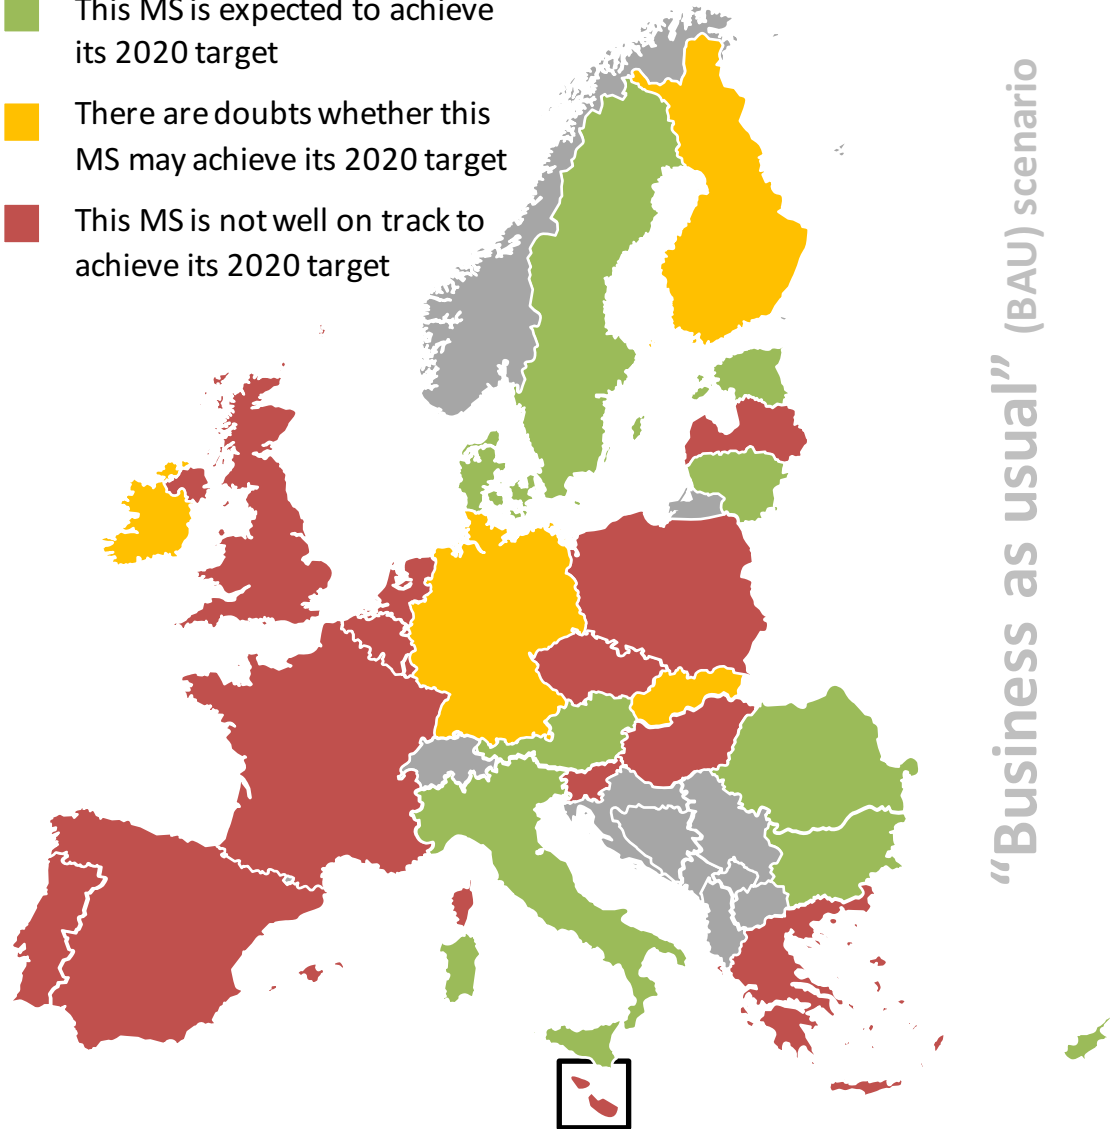 This MS is expected to achieve
its 2020 target
There are doubts whether this
MS may achieve its 2020 target
This MS is not well on track to
achieve its 2020 target
“Business as usual” (BAU) scenario